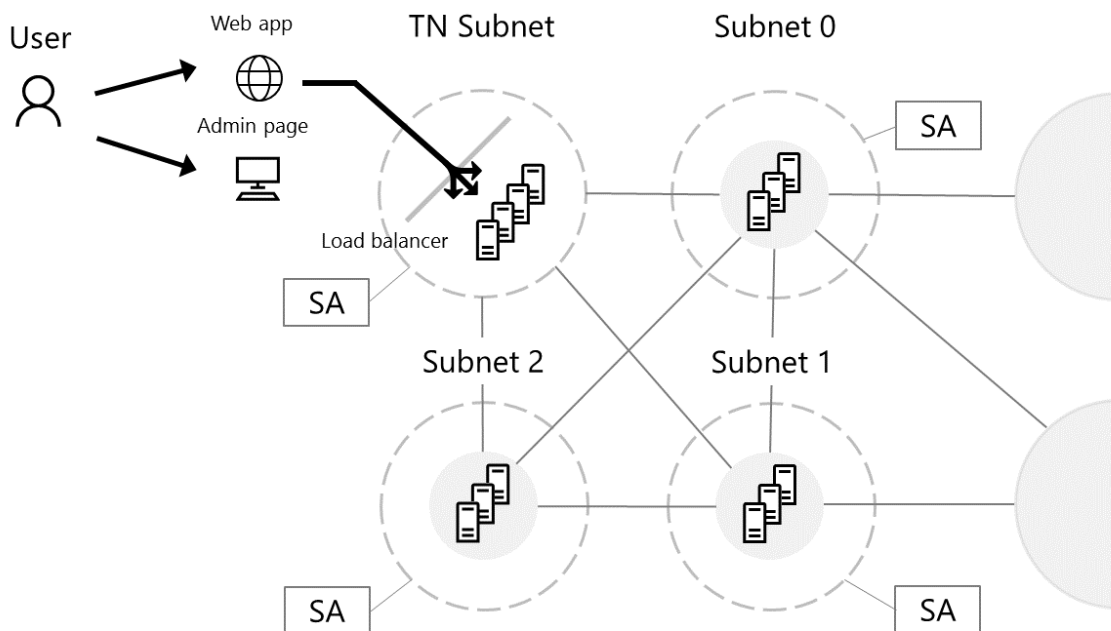 User
Web app
Admin page
TN Subnet
Subnet 0
SA
Load balancer
SA
Subnet 2
Subnet 1
SA
SA